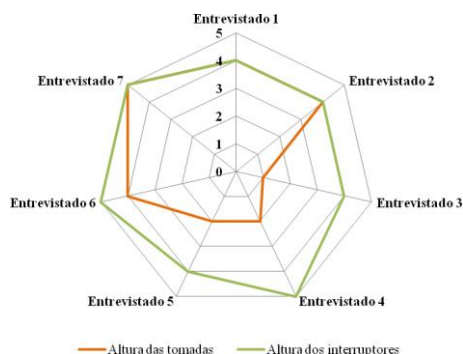 Entrevistado 1
5
4
3
2
1
0
Entrevistado 2
Entrevistado 3
Entrevistado 4
Entrevistado 5
Entrevistado 6
Entrevistado 7
Altura das tomadas
Altura dos interruptores